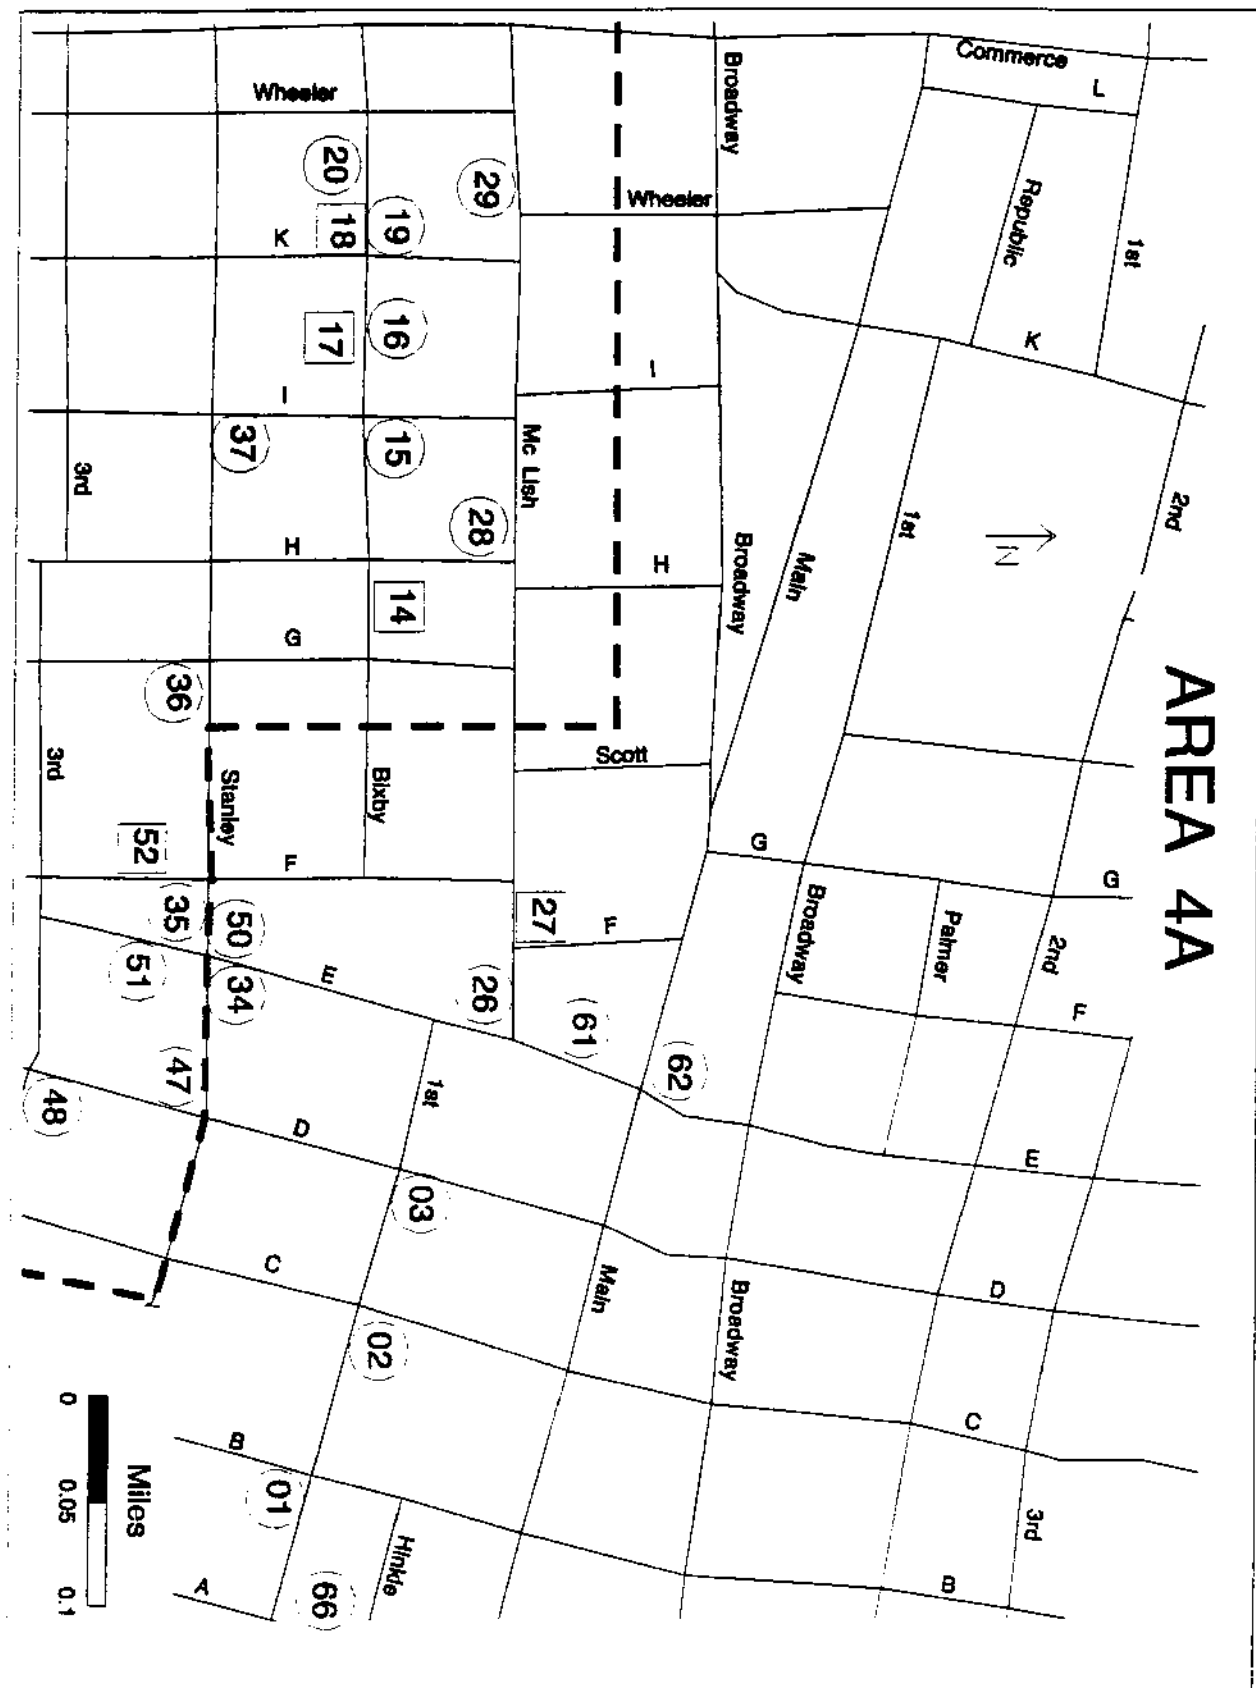 AREA 4A
2nd
1st
L
Commerce
K
Republic
G
F
E
2nd
D
C
3rd
B
N
1st
Palmer
Main
Broadway
G
Broadway
Broadway
Broadway
Wheeler
I
H
Scott
F
62
Main
61
Mc Lish
27
29
28
26
19
16
15
14
Bixby
1st
03
02
Hinkle
20
18
17
E
66
Wheeler
K
I
H
G
F
D
C
01
37
Stanley
50
34
B
A
36
52
35
51
47
Miles
3rd
3rd
48
0
0.05
0.1